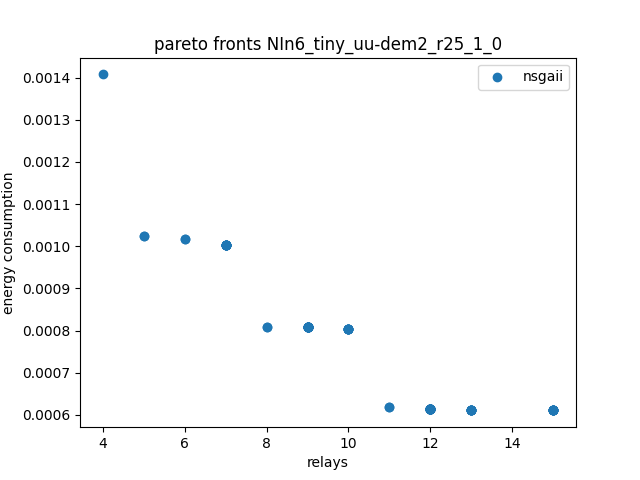 pareto fronts NIn6_tiny_uu-dem2_r25_1_0
nsgaii
energy consumption
0.0014
0.0013
0.0012
0.0011
0.0010
0.0009
0.0008
0.0007
0.0006
4 6 8 10 12 14
relays